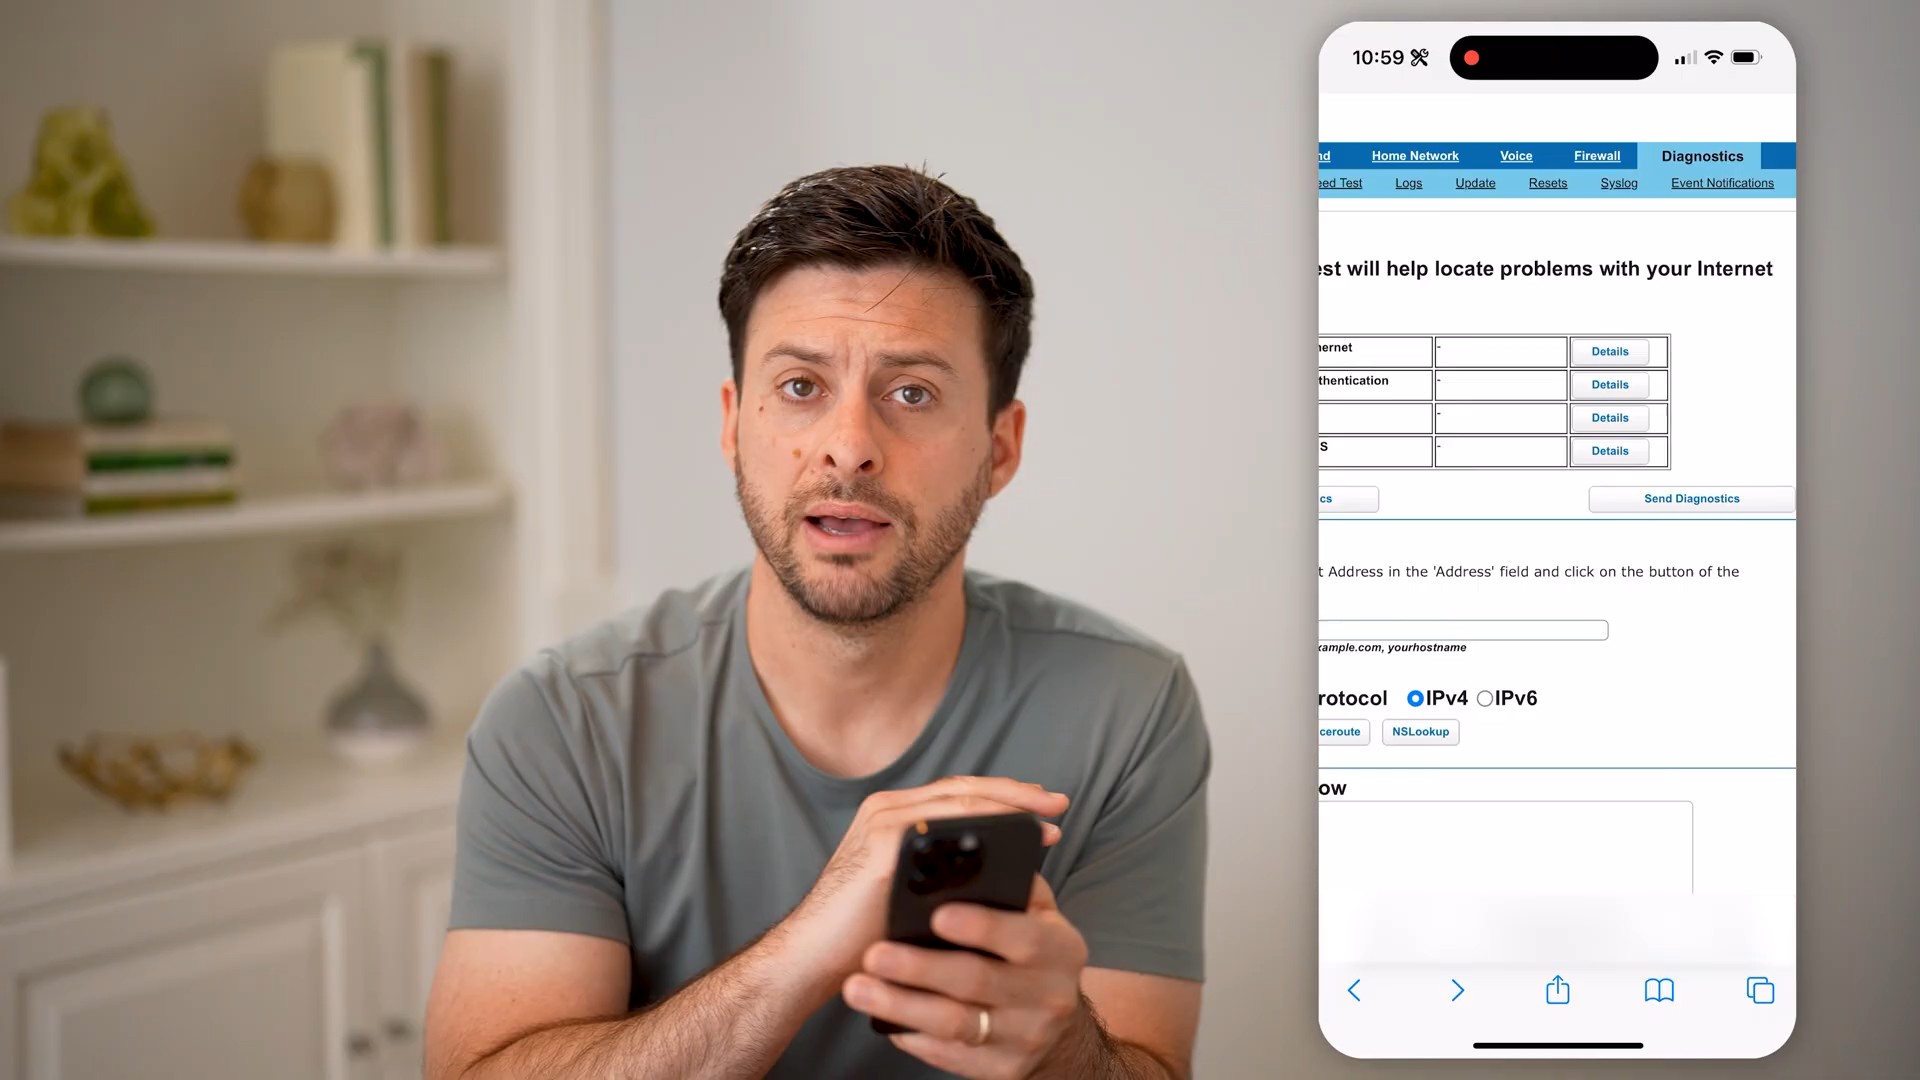 10:59
nd Home Network Voice Firewall Diagnostics
eed Test Logs Update Resets Syslog Event Notifications
est will help locate problems with your Internet
ernet - Details
thentication - Details
- Details
S - Details
cs Send Diagnostics
t Address in the 'Address' field and click on the button of the
xample.com, yourhostname
rotocol IPv4 IPv6
ceroute NSLookup
ow